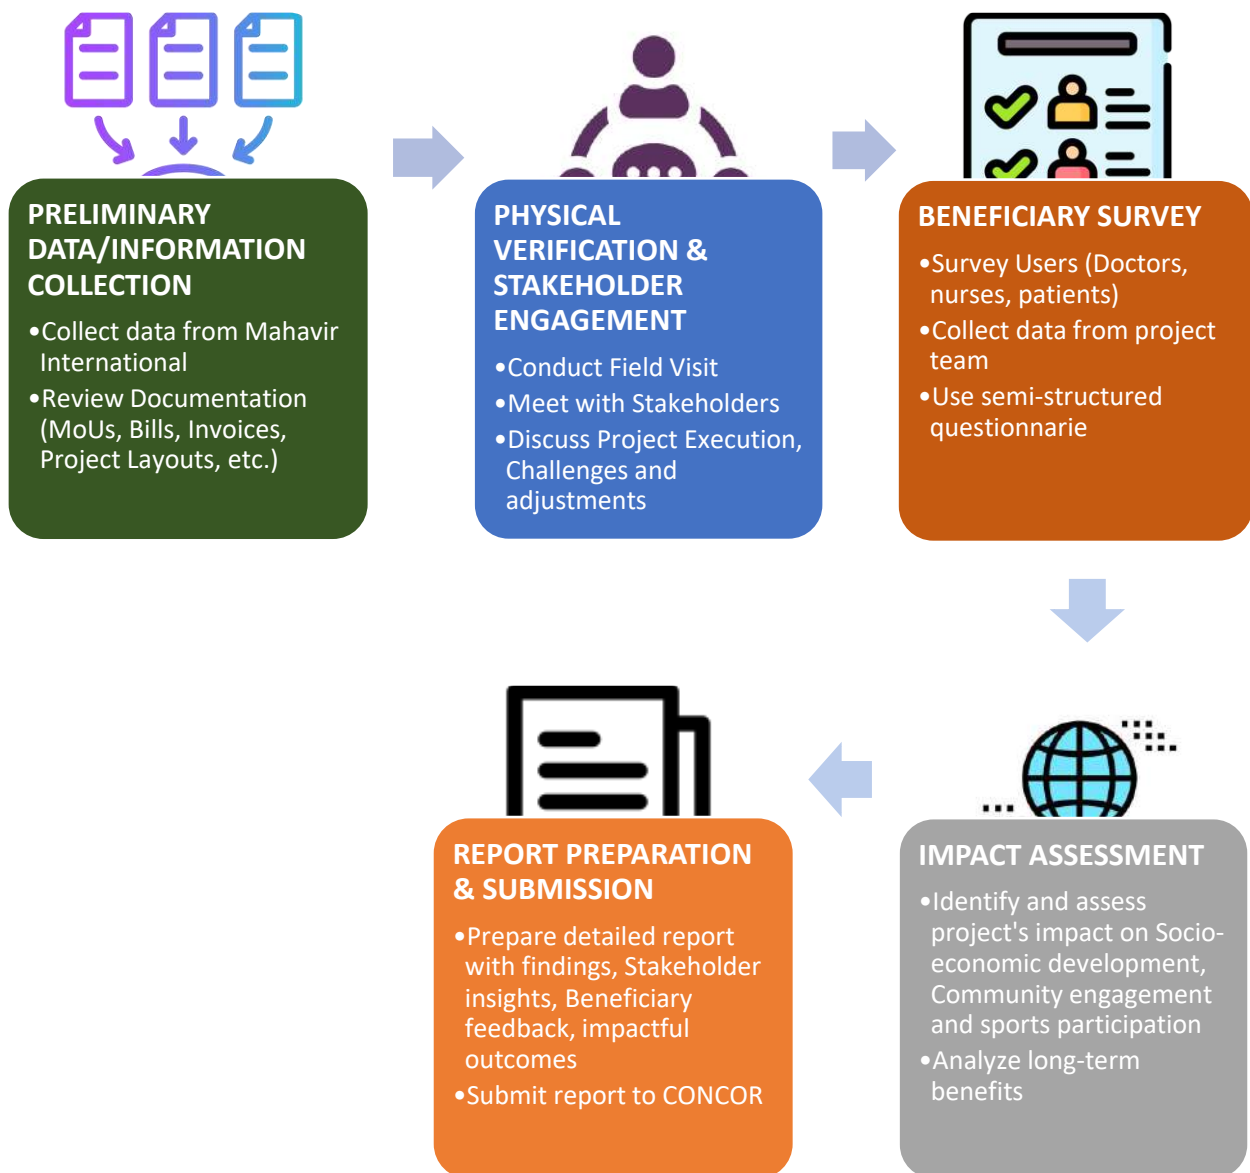 PRELIMINARY
DATA/INFORMATION
COLLECTION
•Collect data from Mahavir
International
•Review Documentation
(MoUs, Bills, Invoices,
Project Layouts, etc.)
PHYSICAL
VERIFICATION &
STAKEHOLDER
ENGAGEMENT
•Conduct Field Visit
•Meet with Stakeholders
•Discuss Project Execution,
Challenges and
adjustments
BENEFICIARY SURVEY
•Survey Users (Doctors,
nurses, patients)
•Collect data from project
team
•Use semi-structured
questionnarie
IMPACT ASSESSMENT
•Identify and assess
project's impact on Socio-
economic development,
Community engagement
and sports participation
•Analyze long-term
benefits
REPORT PREPARATION
& SUBMISSION
•Prepare detailed report
with findings, Stakeholder
insights, Beneficiary
feedback, impactful
outcomes
•Submit report to CONCOR